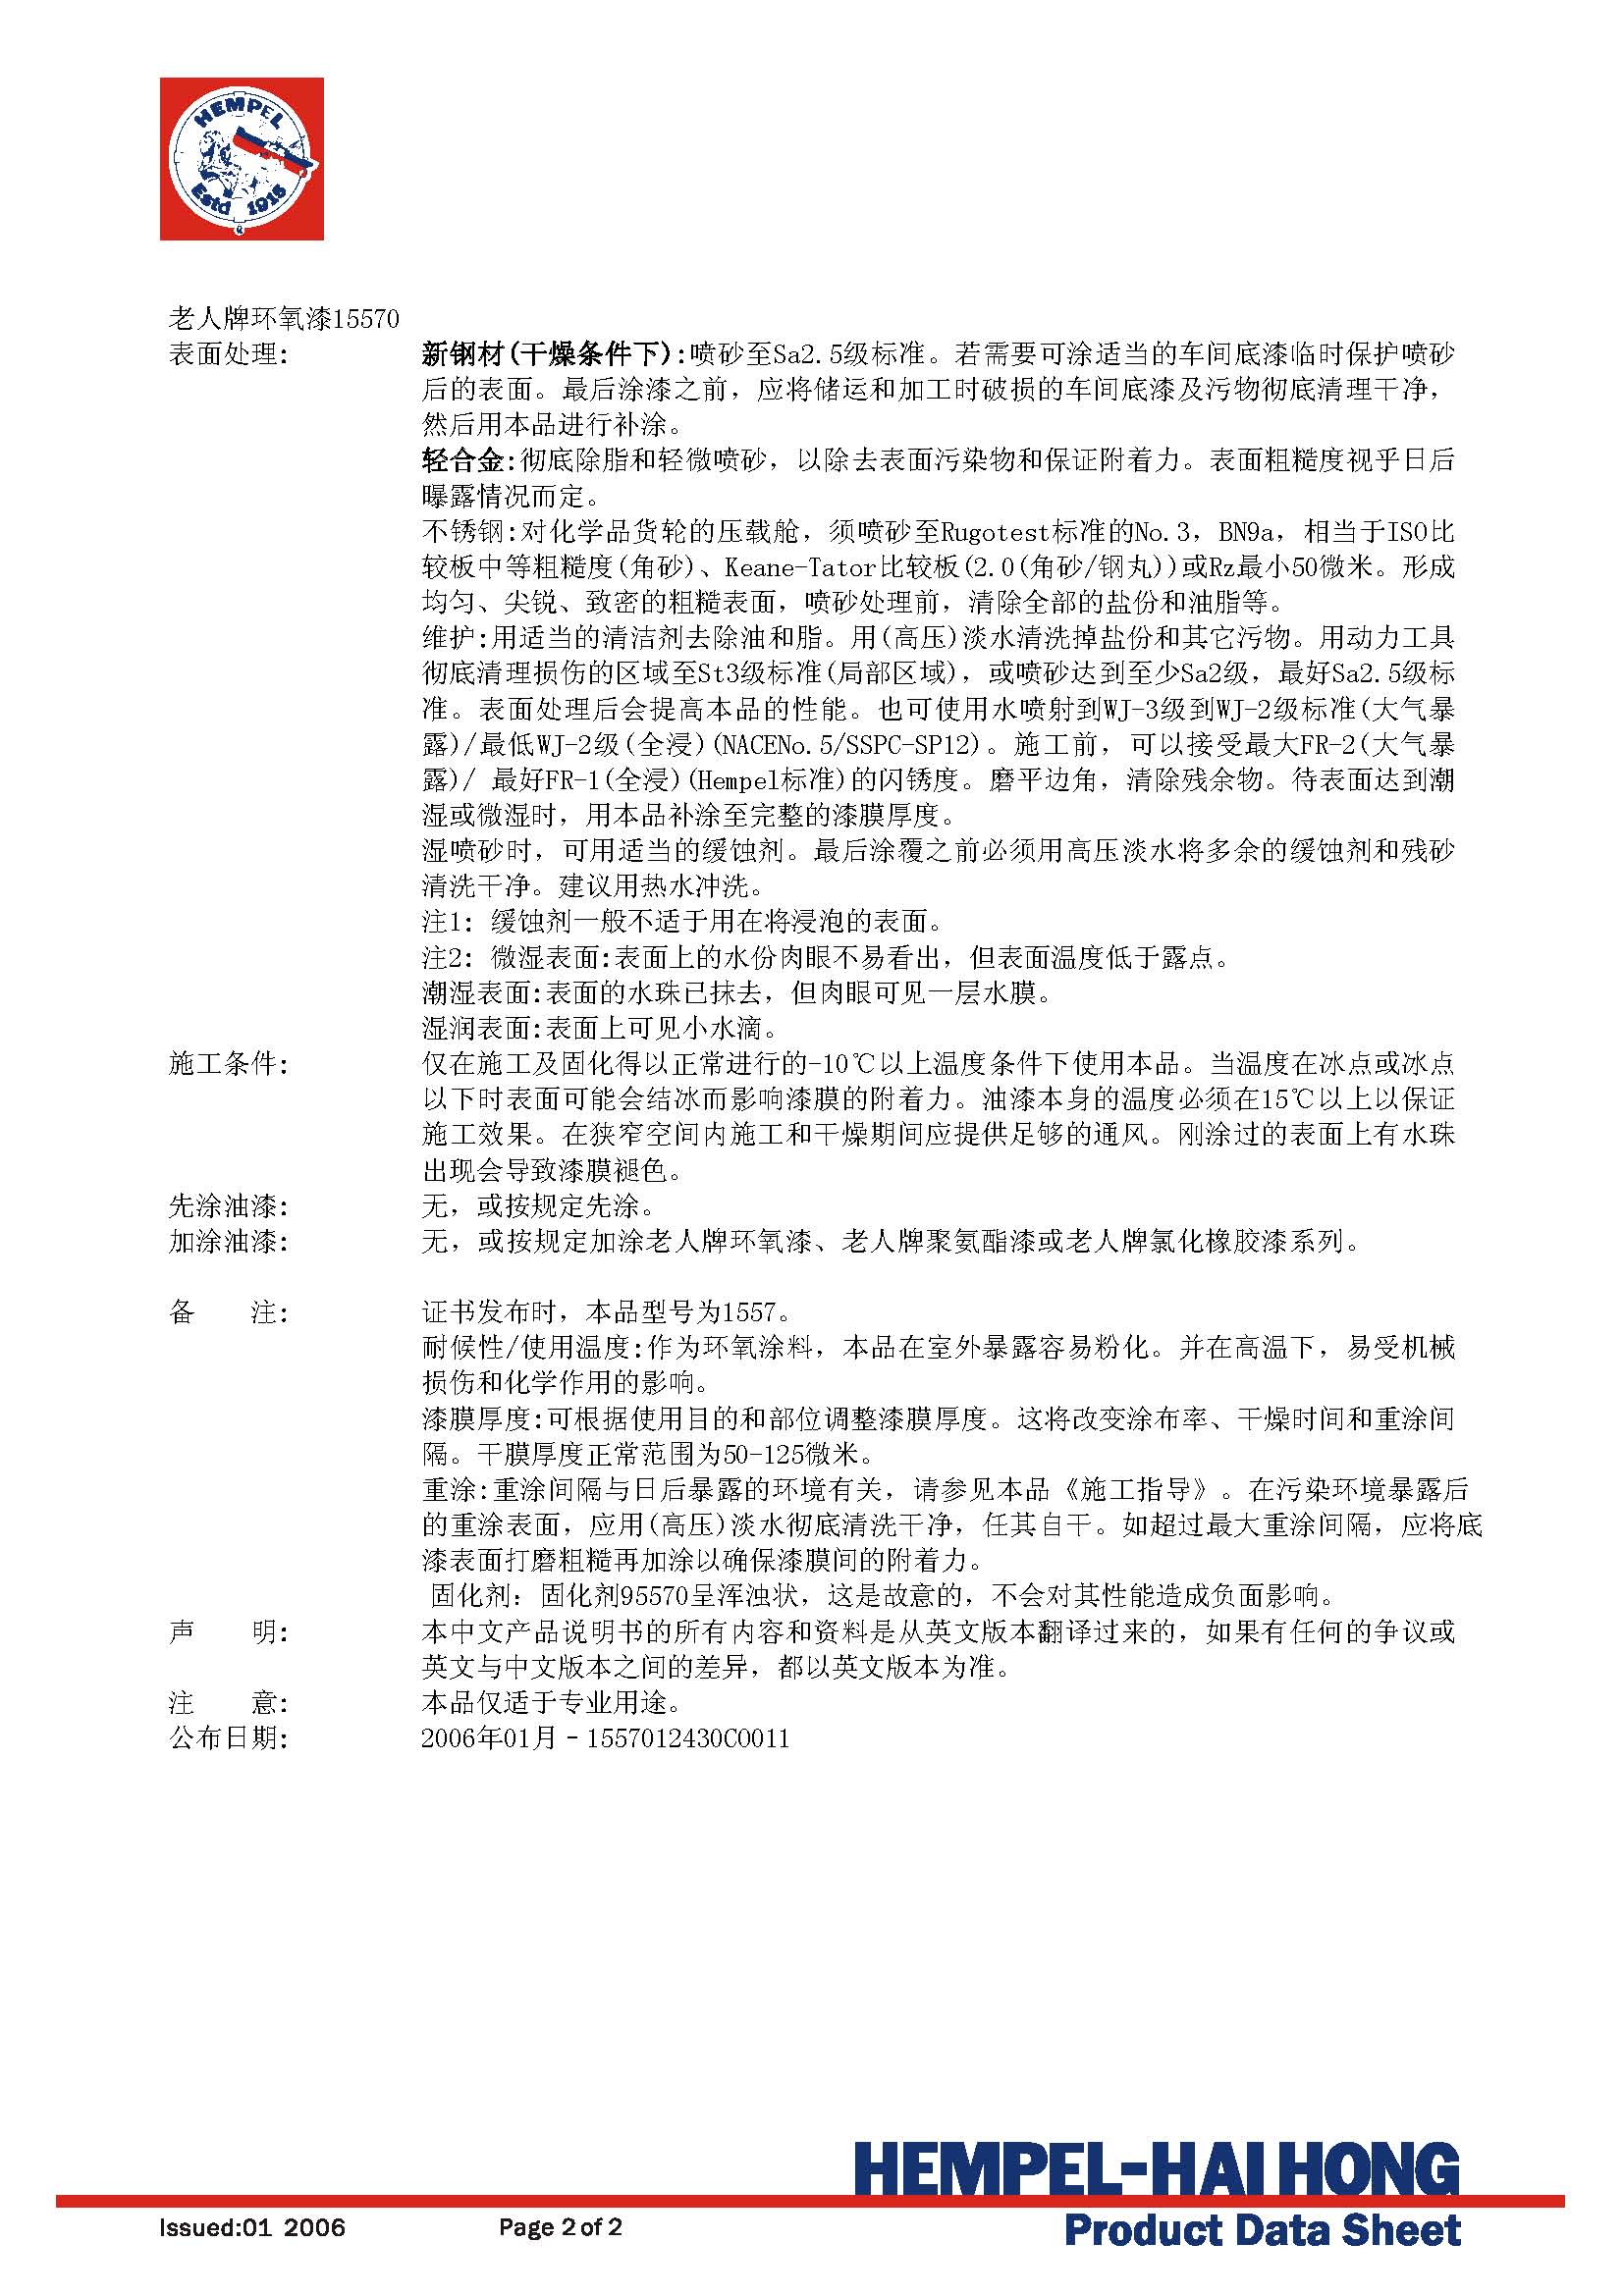 HEMPEL
Estd 1915
老人牌环氧漆15570
表面处理:
新钢材(干燥条件下):喷砂至Sa2.5级标准。若需要可涂适当的车间底漆临时保护喷砂
后的表面。最后涂漆之前，应将储运和加工时破损的车间底漆及污物彻底清理干净，
然后用本品进行补涂。
轻合金:彻底除脂和轻微喷砂，以除去表面污染物和保证附着力。表面粗糙度视乎日后
曝露情况而定。
不锈钢:对化学品货轮的压载舱，须喷砂至Rugotest标准的No.3，BN9a，相当于ISO比
较板中等粗糙度(角砂)、Keane-Tator比较板(2.0(角砂/钢丸))或Rz最小50微米。形成
均匀、尖锐、致密的粗糙表面，喷砂处理前，清除全部的盐份和油脂等。
维护:用适当的清洁剂去除油和脂。用(高压)淡水清洗掉盐份和其它污物。用动力工具
彻底清理损伤的区域至St3级标准(局部区域)，或喷砂达到至少Sa2级，最好Sa2.5级标
准。表面处理后会提高本品的性能。也可使用水喷射到WJ-3级到WJ-2级标准(大气暴
露)/最低WJ-2级(全浸)(NACENo.5/SSPC-SP12)。施工前，可以接受最大FR-2(大气暴
露)/ 最好FR-1(全浸)(Hempel标准)的闪锈度。磨平边角，清除残余物。待表面达到潮
湿或微湿时，用本品补涂至完整的漆膜厚度。
湿喷砂时，可用适当的缓蚀剂。最后涂覆之前必须用高压淡水将多余的缓蚀剂和残砂
清洗干净。建议用热水冲洗。
注1: 缓蚀剂一般不适于用在将浸泡的表面。
注2: 微湿表面:表面上的水份肉眼不易看出，但表面温度低于露点。
潮湿表面:表面的水珠已抹去，但肉眼可见一层水膜。
湿润表面:表面上可见小水滴。
施工条件:
仅在施工及固化得以正常进行的-10℃以上温度条件下使用本品。当温度在冰点或冰点
以下时表面可能会结冰而影响漆膜的附着力。油漆本身的温度必须在15℃以上以保证
施工效果。在狭窄空间内施工和干燥期间应提供足够的通风。刚涂过的表面上有水珠
出现会导致漆膜褪色。
先涂油漆:
无，或按规定先涂。
加涂油漆:
无，或按规定加涂老人牌环氧漆、老人牌聚氨酯漆或老人牌氯化橡胶漆系列。
备　　注:
证书发布时，本品型号为1557。
耐候性/使用温度:作为环氧涂料，本品在室外暴露容易粉化。并在高温下，易受机械
损伤和化学作用的影响。
漆膜厚度:可根据使用目的和部位调整漆膜厚度。这将改变涂布率、干燥时间和重涂间
隔。干膜厚度正常范围为50-125微米。
重涂:重涂间隔与日后暴露的环境有关，请参见本品《施工指导》。在污染环境暴露后
的重涂表面，应用(高压)淡水彻底清洗干净，任其自干。如超过最大重涂间隔，应将底
漆表面打磨粗糙再加涂以确保漆膜间的附着力。
固化剂: 固化剂95570呈浑浊状，这是故意的，不会对其性能造成负面影响。
声　　明:
本中文产品说明书的所有内容和资料是从英文版本翻译过来的，如果有任何的争议或
英文与中文版本之间的差异，都以英文版本为准。
注　　意:
本品仅适于专业用途。
公布日期:
2006年01月–1557012430C0011
HEMPEL-HAI HONG
Issued:01 2006
Page 2 of 2
Product Data Sheet